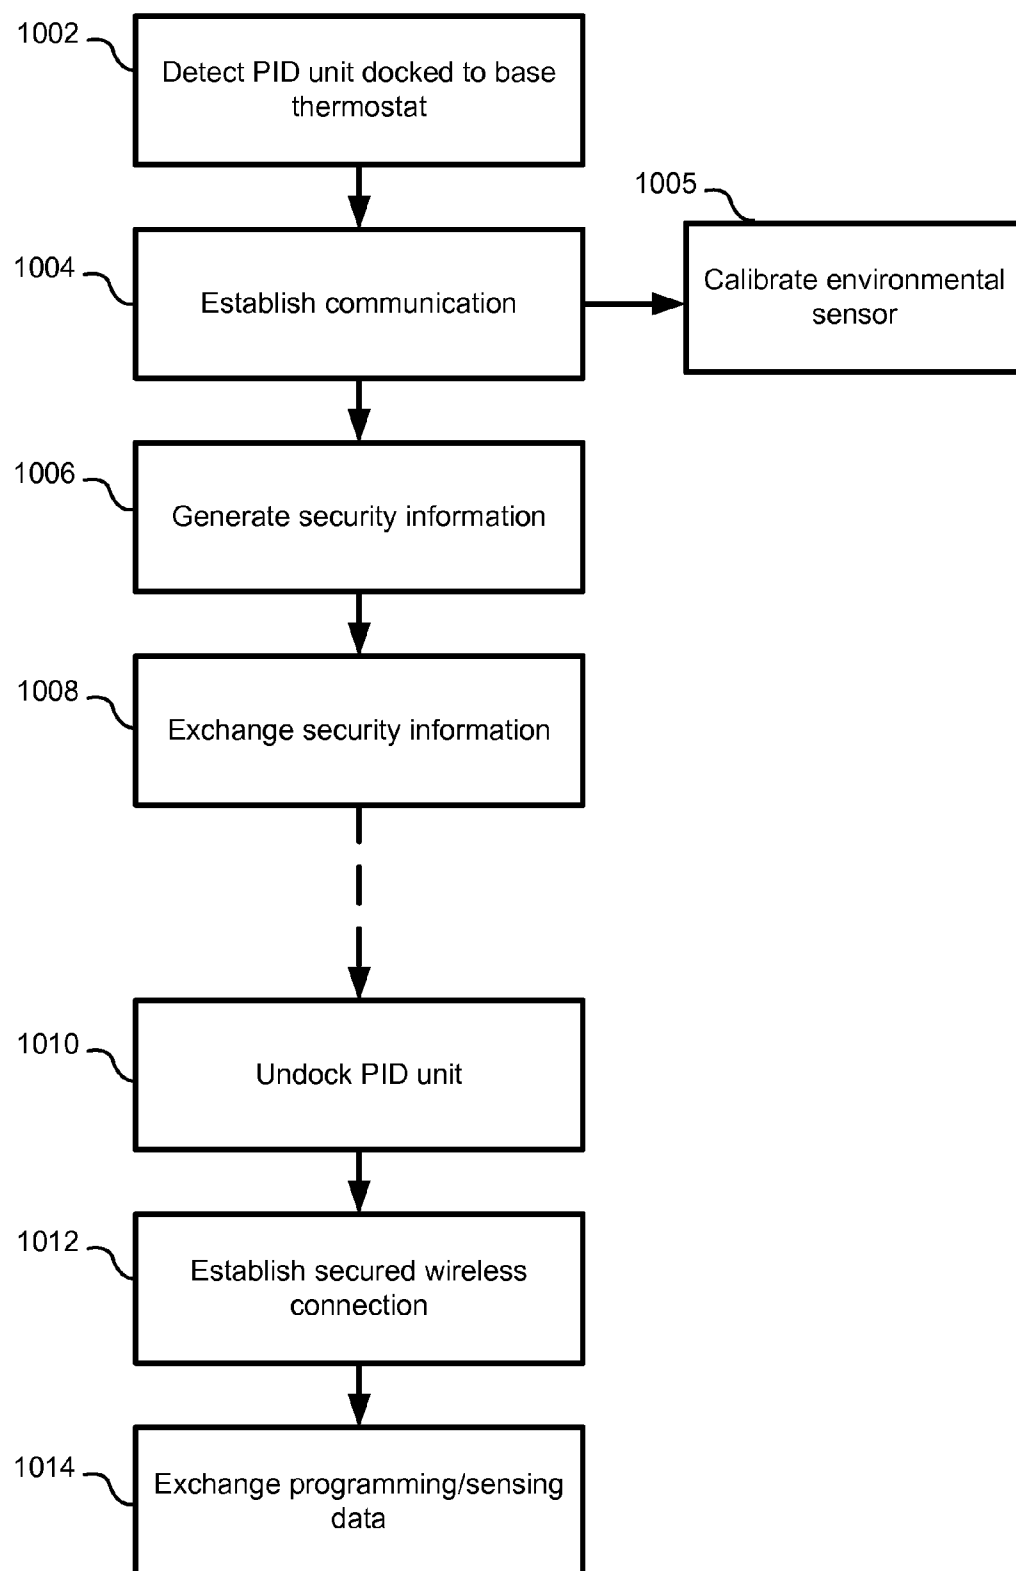 1002
Detect PID unit docked to base
thermostat
1004
Establish communication
1005
Calibrate environmental
sensor
1006
Generate security information
1008
Exchange security information
1010
Undock PID unit
1012
Establish secured wireless
connection
1014
Exchange programming/sensing
data